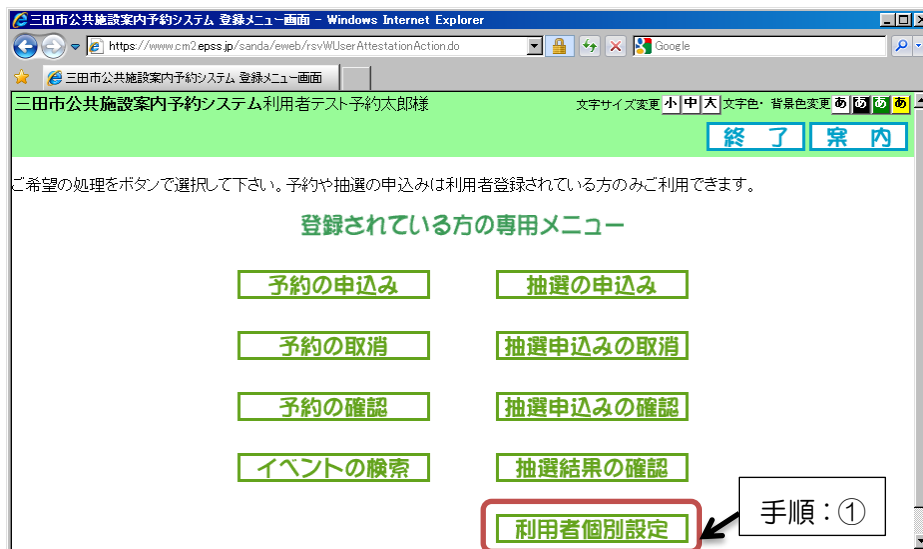 三田市公共施設案内予約システム 登録メニュー画面 - Windows Internet Explorer
https://www.cm2.epss.jp/sanda/eweb/rsvWUserAttestationAction.do
Google
三田市公共施設案内予約システム 登録メニュー画面
三田市公共施設案内予約システム利用者テスト予約太郎様 文字サイズ変更 小 中 大 文字色・背景色変更 あ あ あ あ
終 了 案 内
ご希望の処理をボタンで選択して下さい。予約や抽選の申込みは利用者登録されている方のみご利用できます。
登録されている方の専用メニュー
予約の申込み 抽選の申込み
予約の取消 抽選申込みの取消
予約の確認 抽選申込みの確認
イベントの検索 抽選結果の確認
利用者個別設定
手順：①